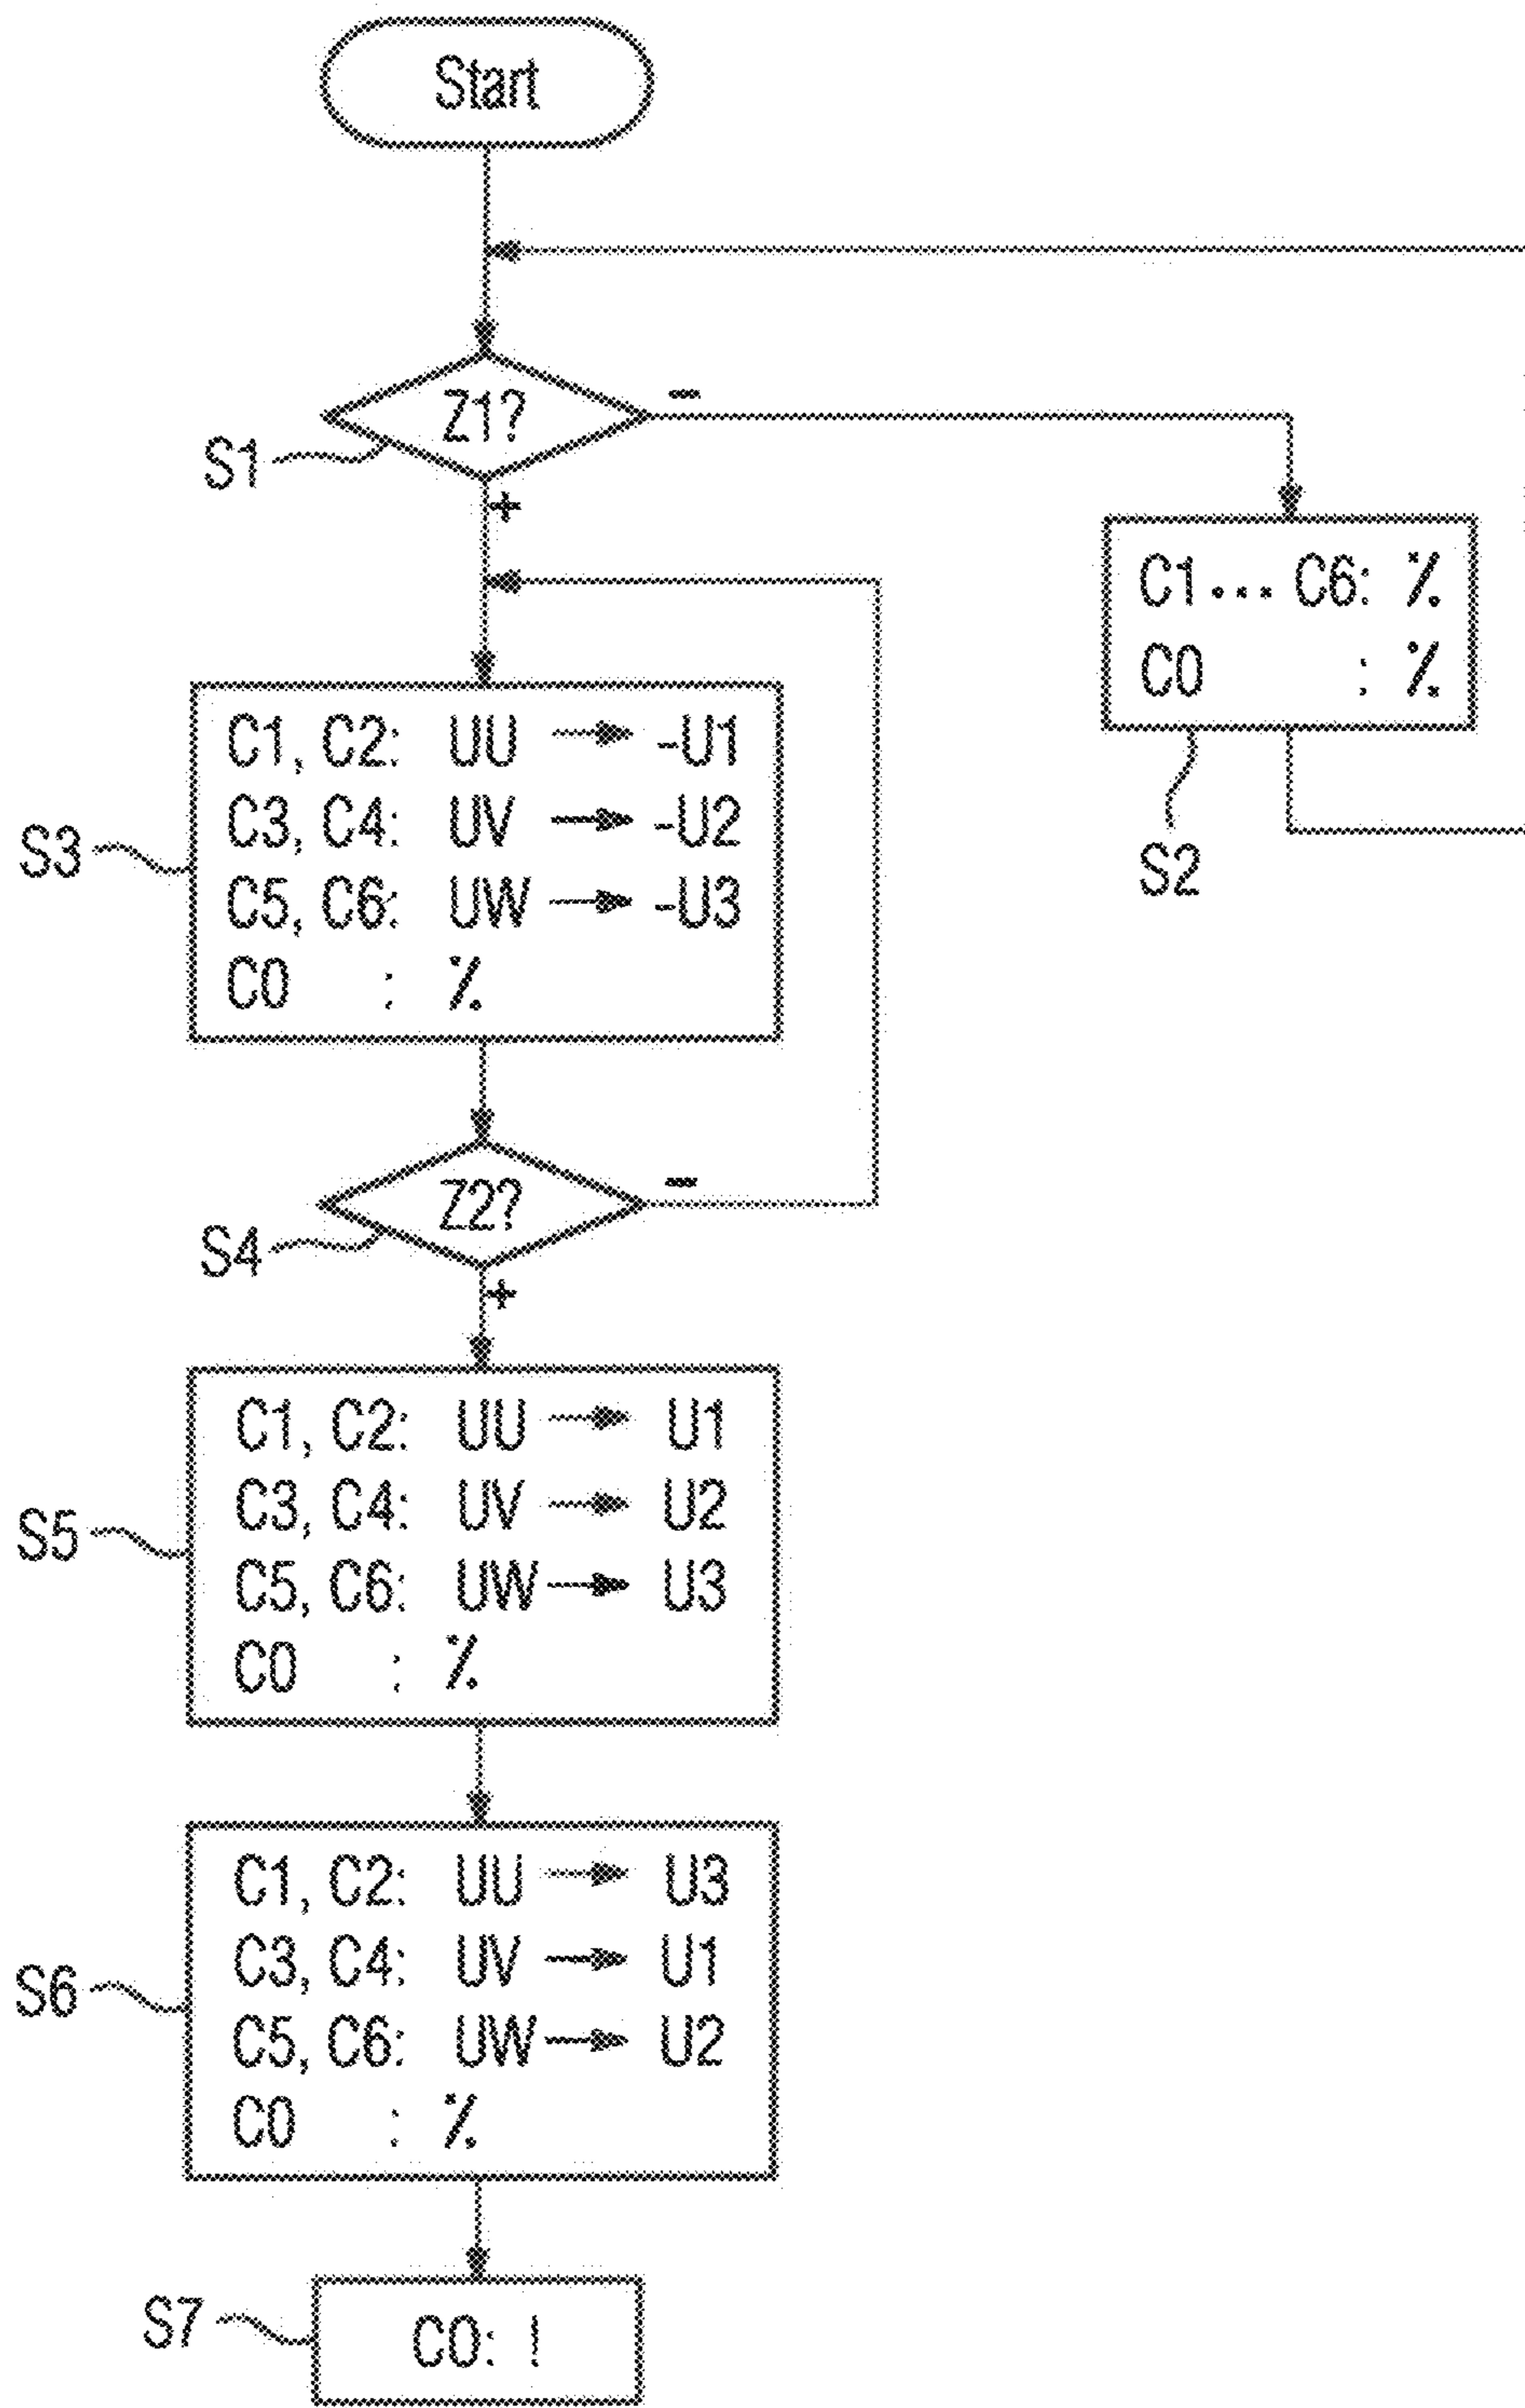 Start
Z1?
-
S1
+
C1... C6: %
C0 : %
S2
C1, C2: UU → -U1
C3, C4: UV → -U2
C5, C6: UW → -U3
C0 : %
S3
Z2?
-
S4
+
C1, C2: UU → U1
C3, C4: UV → U2
C5, C6: UW → U3
C0 : %
S5
C1, C2: UU → U3
C3, C4: UV → U1
C5, C6: UW → U2
C0 : %
S6
S7
C0: !